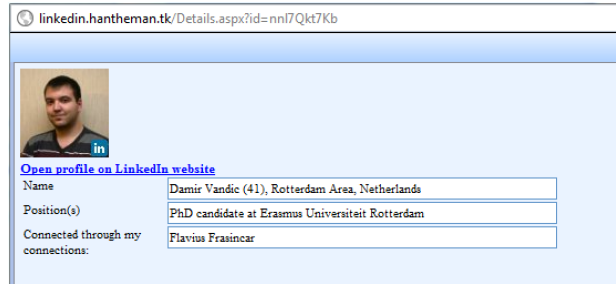 linkedin.hantheman.tk/Details.aspx?id=nnl7Qkt7Kb
in
Open profile on LinkedIn website
Name Damir Vandic (41), Rotterdam Area, Netherlands
Position(s) PhD candidate at Erasmus Universiteit Rotterdam
Connected through my Flavius Frasincar
connections: